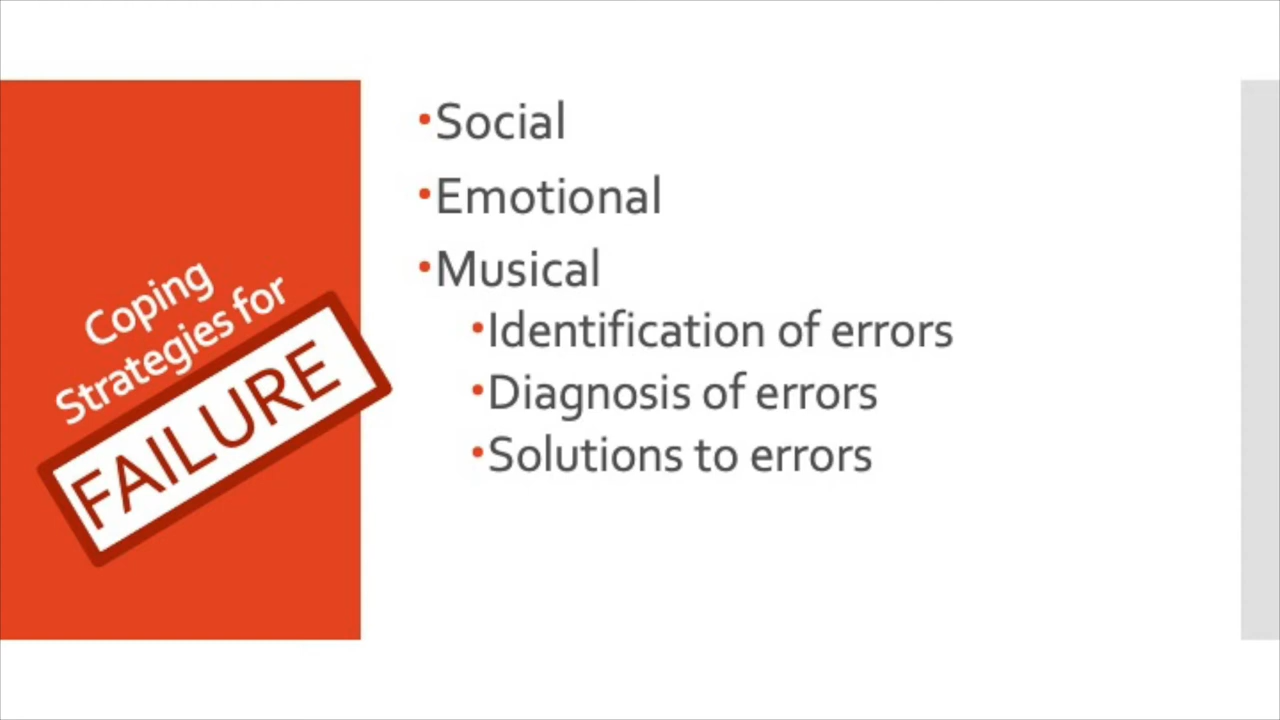 Coping
Strategies for
FAILURE
•Social
•Emotional
•Musical
•Identification of errors
•Diagnosis of errors
•Solutions to errors